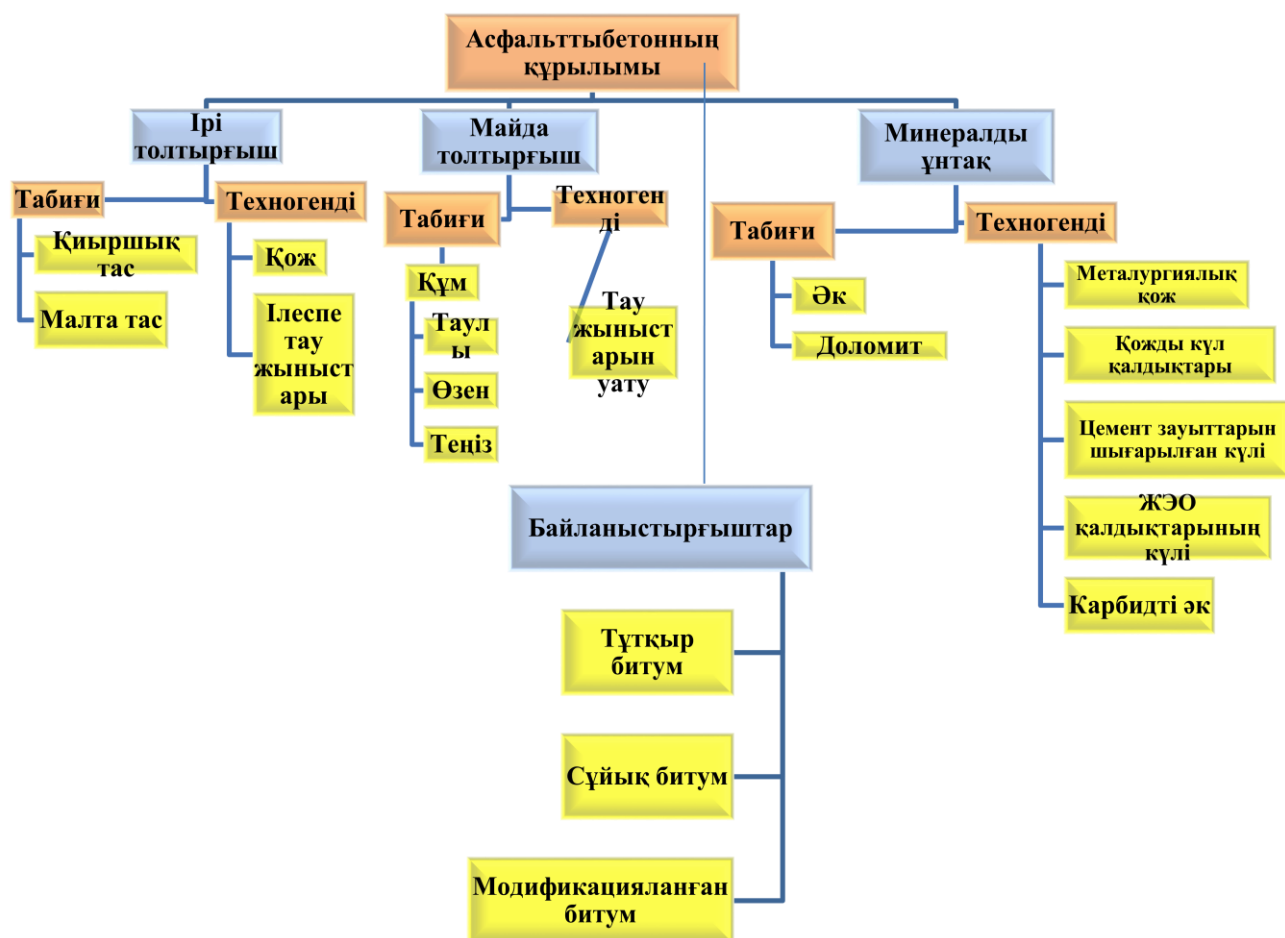 Асфальттыбетонның
құрылымы
Ірі
толтырғыш
Майда
толтырғыш
Минералды
ұнтақ
Табиғи
Техногенді
Қиыршық
тас
Малта тас
Қож
Ілеспе
тау
жыныст
ары
Табиғи
Техноген
ді
Құм
Таул
ы
Өзен
Теңіз
Тау
жыныст
арын
уату
Табиғи
Техногенді
Әк
Доломит
Металургиялық
қож
Қожды күл
қалдықтары
Цемент зауыттарын
шығарылған күлі
ЖЭО
қалдықтарының
күлі
Карбидті әк
Байланыстырғыштар
Тұтқыр
битум
Сұйық битум
Модификацияланған
битум